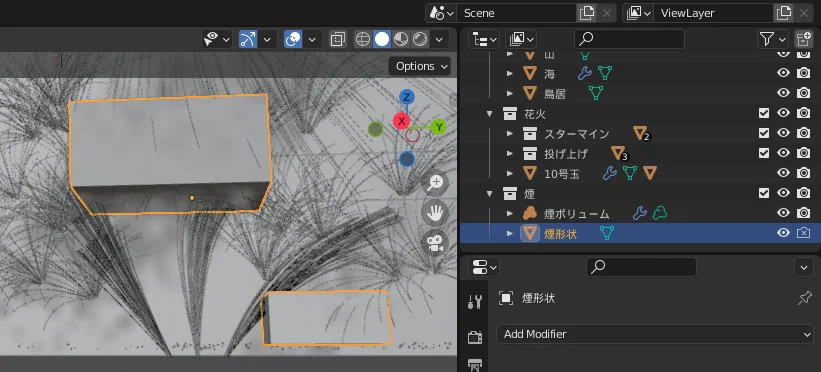 Scene
ViewLayer
Options
Z
X
Y
山
海
鳥居
花火
スターマイン
2
投げ上げ
3
10号玉
煙
煙ボリューム
煙形状
煙形状
Add Modifier